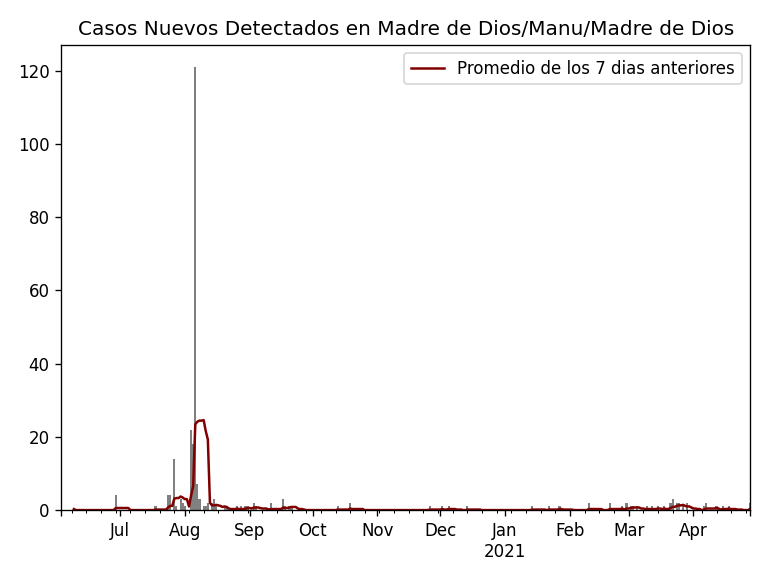 Casos Nuevos Detectados en Madre de Dios/Manu/Madre de Dios
Promedio de los 7 dias anteriores
120
100
80
60
40
20
0
Jul Aug Sep Oct Nov Dec Jan Feb Mar Apr
2021